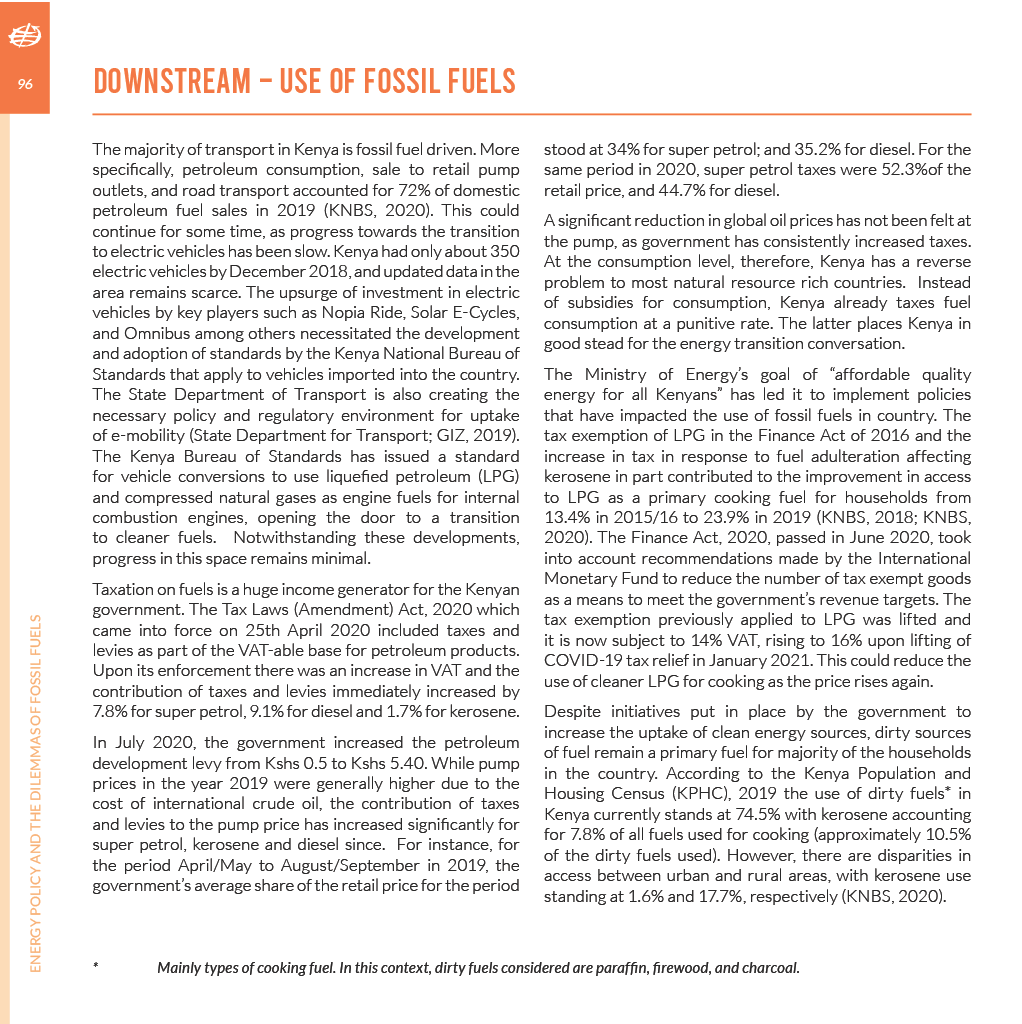 96
DOWNSTREAM – USE OF FOSSIL FUELS
The majority of transport in Kenya is fossil fuel driven. More
specifically, petroleum consumption, sale to retail pump
outlets, and road transport accounted for 72% of domestic
petroleum fuel sales in 2019 (KNBS, 2020). This could
continue for some time, as progress towards the transition
to electric vehicles has been slow. Kenya had only about 350
electric vehicles by December 2018, and updated data in the
area remains scarce. The upsurge of investment in electric
vehicles by key players such as Nopia Ride, Solar E-Cycles,
and Omnibus among others necessitated the development
and adoption of standards by the Kenya National Bureau of
Standards that apply to vehicles imported into the country.
The State Department of Transport is also creating the
necessary policy and regulatory environment for uptake
of e-mobility (State Department for Transport; GIZ, 2019).
The Kenya Bureau of Standards has issued a standard
for vehicle conversions to use liquefied petroleum (LPG)
and compressed natural gases as engine fuels for internal
combustion engines, opening the door to a transition
to cleaner fuels. Notwithstanding these developments,
progress in this space remains minimal.
Taxation on fuels is a huge income generator for the Kenyan
government. The Tax Laws (Amendment) Act, 2020 which
came into force on 25th April 2020 included taxes and
levies as part of the VAT-able base for petroleum products.
Upon its enforcement there was an increase in VAT and the
contribution of taxes and levies immediately increased by
7.8% for super petrol, 9.1% for diesel and 1.7% for kerosene.
In July 2020, the government increased the petroleum
development levy from Kshs 0.5 to Kshs 5.40. While pump
prices in the year 2019 were generally higher due to the
cost of international crude oil, the contribution of taxes
and levies to the pump price has increased significantly for
super petrol, kerosene and diesel since. For instance, for
the period April/May to August/September in 2019, the
government's average share of the retail price for the period
stood at 34% for super petrol; and 35.2% for diesel. For the
same period in 2020, super petrol taxes were 52.3%of the
retail price, and 44.7% for diesel.
A significant reduction in global oil prices has not been felt at
the pump, as government has consistently increased taxes.
At the consumption level, therefore, Kenya has a reverse
problem to most natural resource rich countries. Instead
of subsidies for consumption, Kenya already taxes fuel
consumption at a punitive rate. The latter places Kenya in
good stead for the energy transition conversation.
The Ministry of Energy's goal of “affordable quality
energy for all Kenyans” has led it to implement policies
that have impacted the use of fossil fuels in country. The
tax exemption of LPG in the Finance Act of 2016 and the
increase in tax in response to fuel adulteration affecting
kerosene in part contributed to the improvement in access
to LPG as a primary cooking fuel for households from
13.4% in 2015/16 to 23.9% in 2019 (KNBS, 2018; KNBS,
2020). The Finance Act, 2020, passed in June 2020, took
into account recommendations made by the International
Monetary Fund to reduce the number of tax exempt goods
as a means to meet the government's revenue targets. The
tax exemption previously applied to LPG was lifted and
it is now subject to 14% VAT, rising to 16% upon lifting of
COVID-19 tax relief in January 2021. This could reduce the
use of cleaner LPG for cooking as the price rises again.
Despite initiatives put in place by the government to
increase the uptake of clean energy sources, dirty sources
of fuel remain a primary fuel for majority of the households
in the country. According to the Kenya Population and
Housing Census (KPHC), 2019 the use of dirty fuels* in
Kenya currently stands at 74.5% with kerosene accounting
for 7.8% of all fuels used for cooking (approximately 10.5%
of the dirty fuels used). However, there are disparities in
access between urban and rural areas, with kerosene use
standing at 1.6% and 17.7%, respectively (KNBS, 2020).
* Mainly types of cooking fuel. In this context, dirty fuels considered are paraffin, firewood, and charcoal.
ENERGY POLICY AND THE DILEMMAS OF FOSSIL FUELS